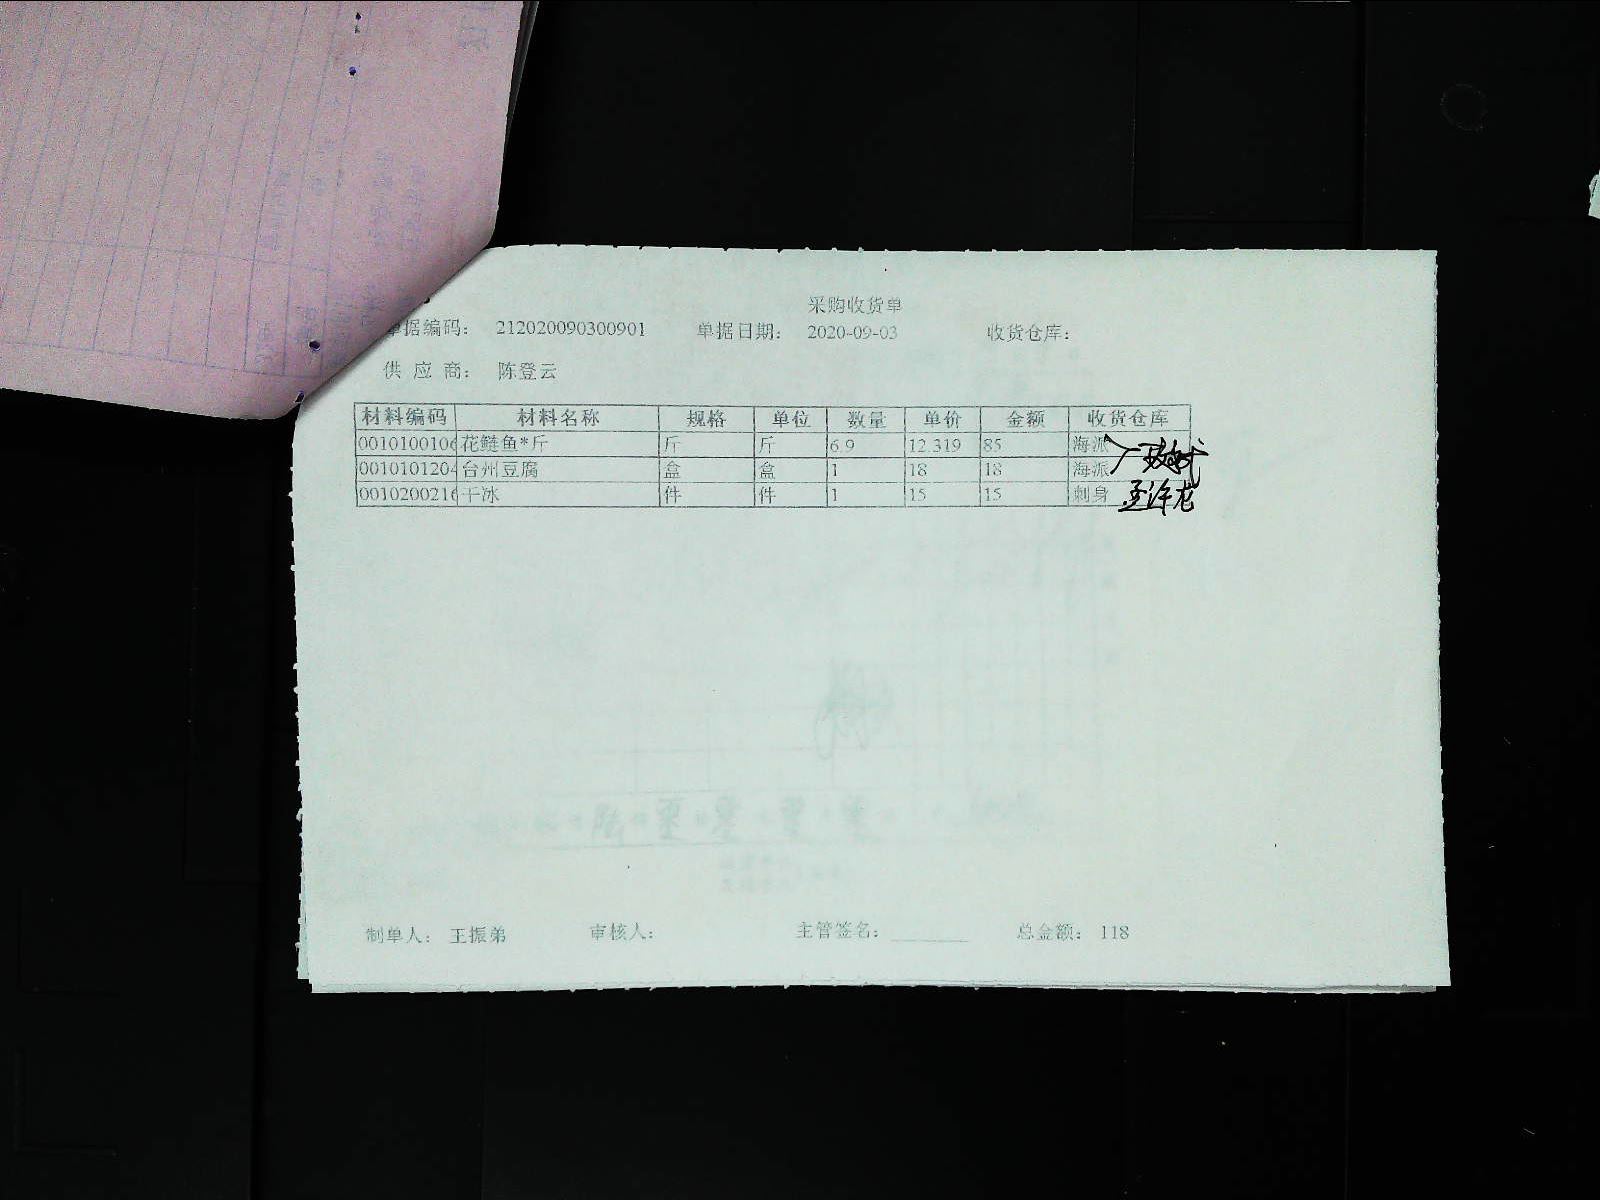 采购收货单
单据编码： 212020090300901 单据日期： 2020-09-03 收货仓库：
供 应 商： 陈登云
材料编码 材料名称 规格 单位 数量 单价 金额 收货仓库
0010100106 花鲢鱼*斤 斤 斤 6.9 12.319 85 海派
0010101204 台州豆腐 盒 盒 1 18 18 海派
0010200216 干冰 件 件 1 15 15 刺身
制单人： 王振弟 审核人： 主管签名： 总金额： 118